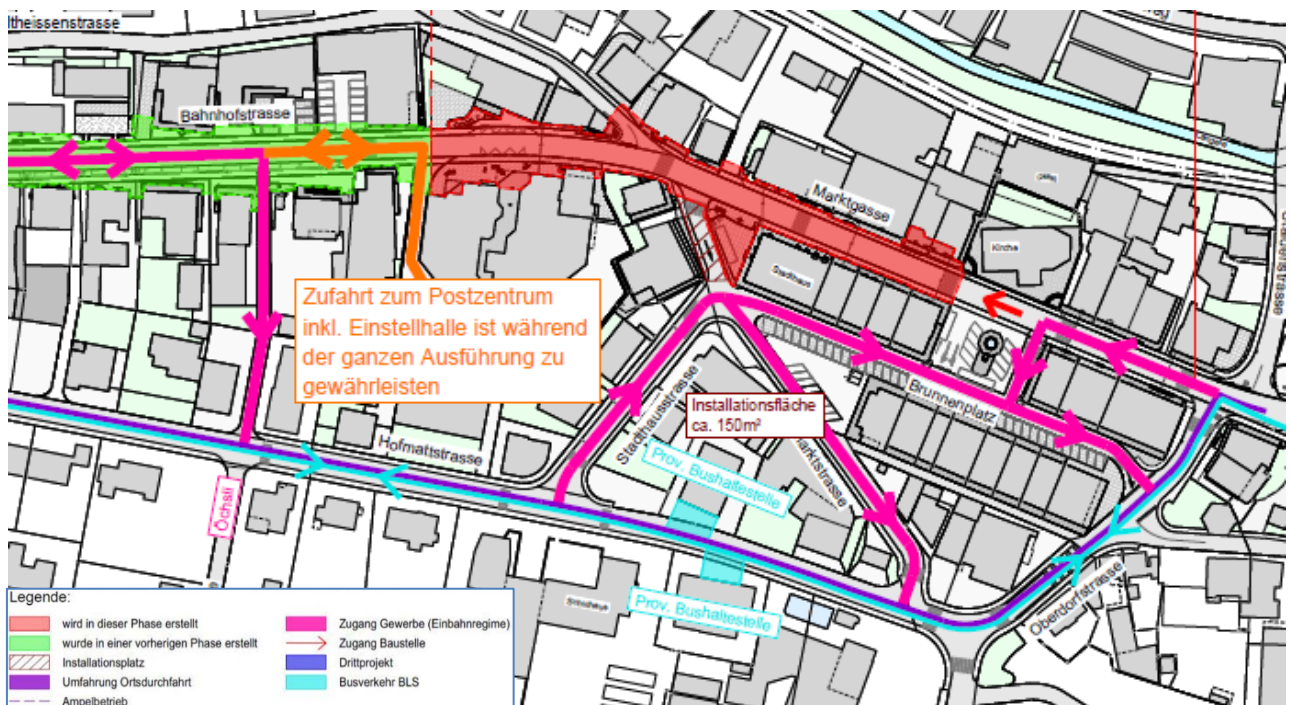 ltheissenstrasse
Bahnhofstrasse
Marktgasse
Kirche
Stadthaus
Zufahrt zum Postzentrum
inkl. Einstellhalle ist während
der ganzen Ausführung zu
gewährleisten
Installationsfläche
ca. 150m²
Brunnenplatz
Stadthausstrasse
Marktstrasse
Hofmattstrasse
Prov. Bushaltestelle
Öchsli
Prov. Bushaltestelle
Oberdorfstrasse
Legende:
wird in dieser Phase erstellt
wurde in einer vorherigen Phase erstellt
Installationsplatz
Umfahrung Ortsdurchfahrt
Ampelbetrieb
Zugang Gewerbe (Einbahnregime)
Zugang Baustelle
Drittprojekt
Busverkehr BLS